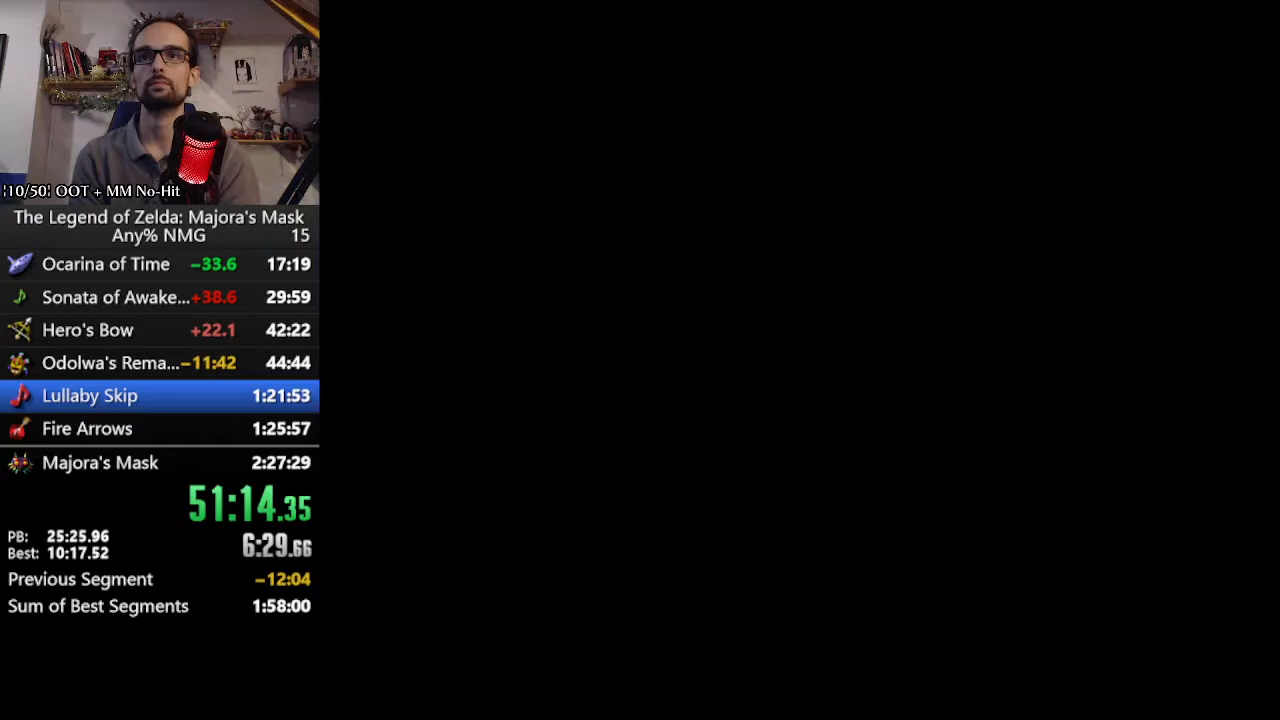 ¦10/50¦ OOT + MM No-Hit
The Legend of Zelda: Majora's Mask
Any% NMG 15
Ocarina of Time -33.6 17:19
Sonata of Awake... +38.6 29:59
Hero's Bow +22.1 42:22
Odolwa's Rema... -11:42 44:44
Lullaby Skip 1:21:53
Fire Arrows 1:25:57
Majora's Mask 2:27:29
51:14.35
PB: 25:25.96
Best: 10:17.52
6:29.66
Previous Segment -12:04
Sum of Best Segments 1:58:00